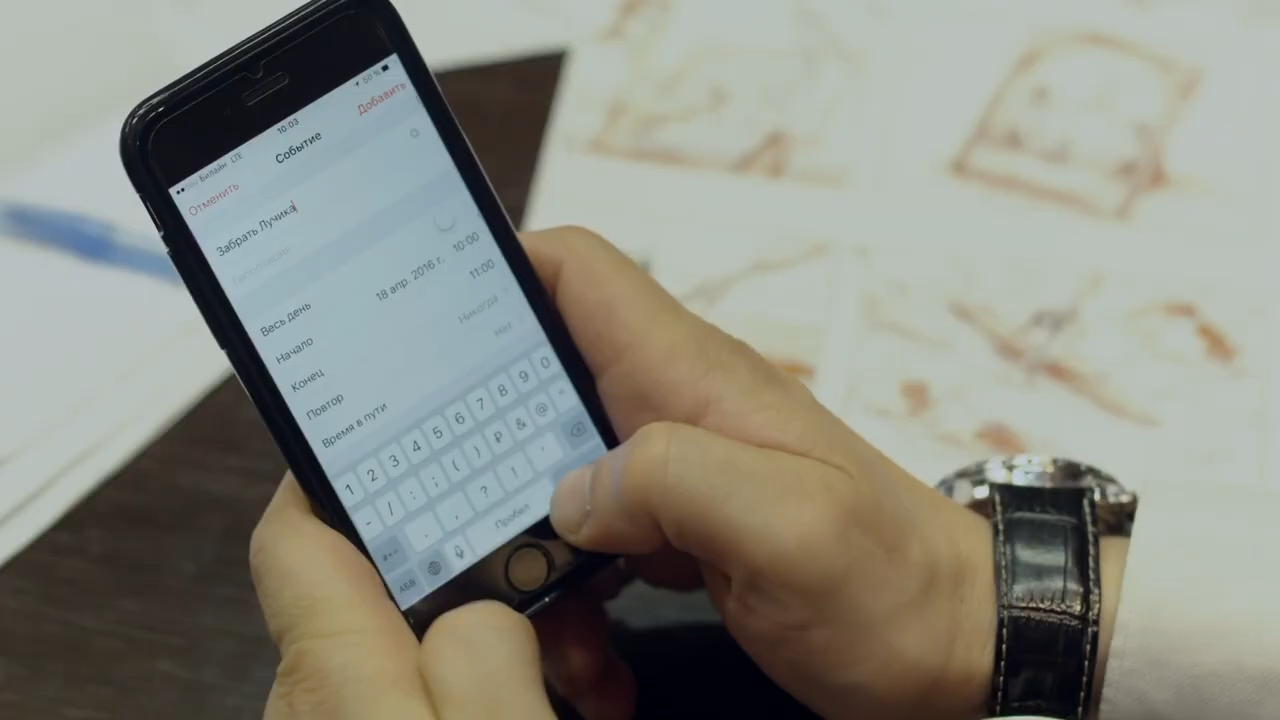 Билайн LTE 10:03 50 %
Отменить Событие Добавить
Забрать Лучика
Весь день
Начало 18 апр. 2016 г. 10:00
Конец 11:00
Повтор Никогда
Время в пути Нет
1 2 3 4 5 6 7 8 9 0
- / : ; ( ) ₽ & @ "
#+= . , ? ! '
АБВ Пробел